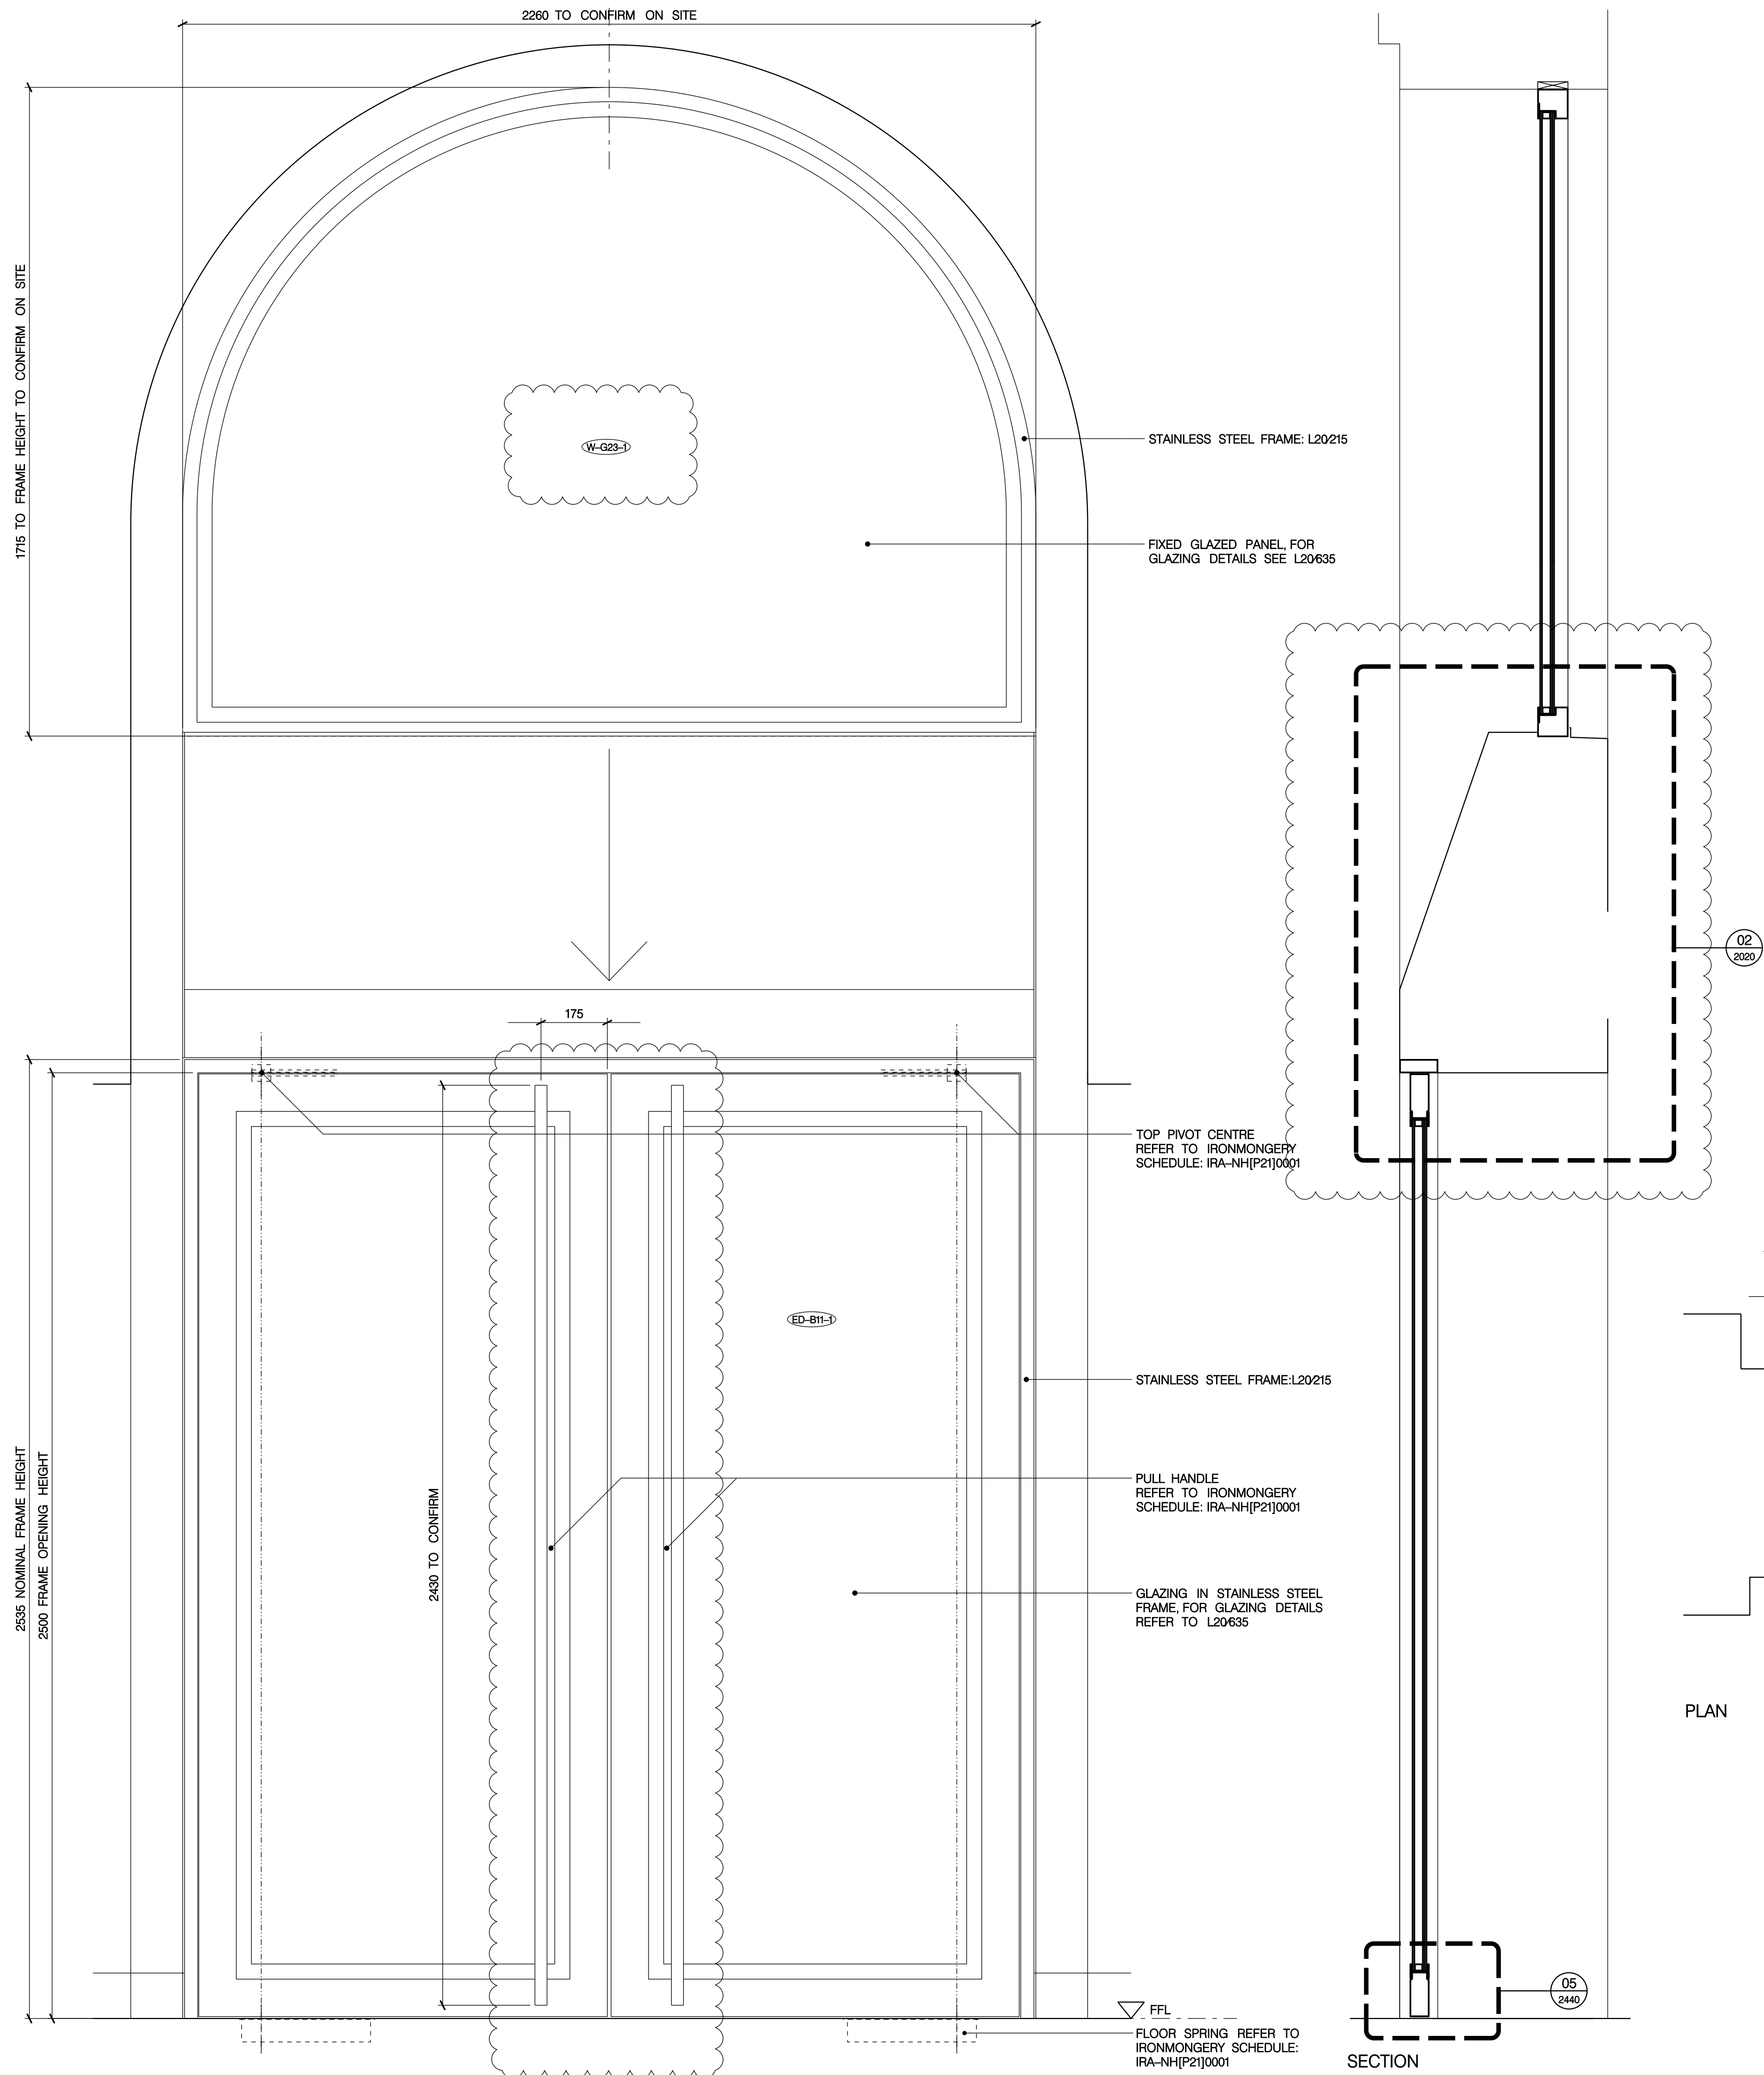 2260 TO CONFIRM ON SITE
1715 TO FRAME HEIGHT TO CONFIRM ON SITE
W-G23-1
STAINLESS STEEL FRAME: L20/215
FIXED GLAZED PANEL, FOR
GLAZING DETAILS SEE L20/635
02
2020
175
TOP PIVOT CENTRE
REFER TO IRONMONGERY
SCHEDULE: IRA-NH[P21]0001
ED-B11-1
STAINLESS STEEL FRAME:L20/215
2535 NOMINAL FRAME HEIGHT
2500 FRAME OPENING HEIGHT
2430 TO CONFIRM
PULL HANDLE
REFER TO IRONMONGERY
SCHEDULE: IRA-NH[P21]0001
GLAZING IN STAINLESS STEEL
FRAME, FOR GLAZING DETAILS
REFER TO L20/635
PLAN
FFL
05
2440
FLOOR SPRING REFER TO
IRONMONGERY SCHEDULE:
IRA-NH[P21]0001
SECTION